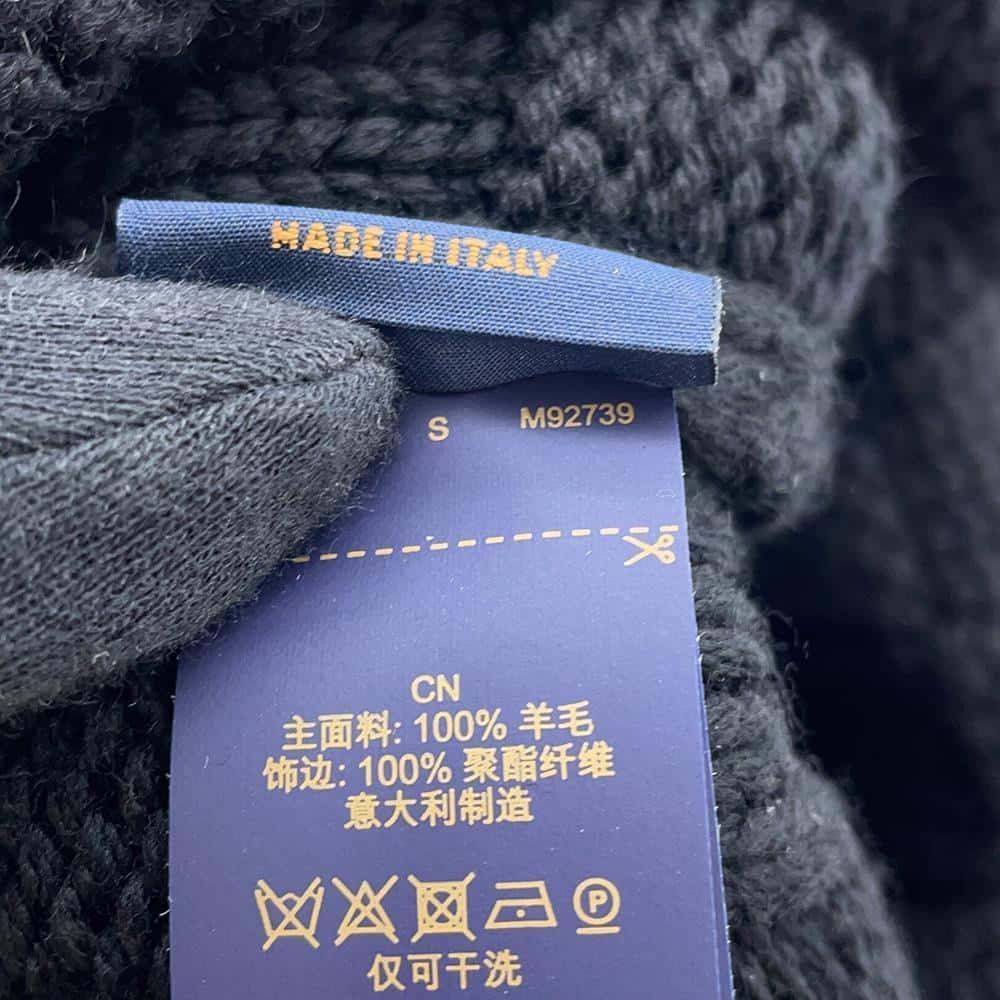 MADE IN ITALY
S M92739
CN
主面料: 100% 羊毛
饰边: 100% 聚酯纤维
意大利制造
P
仅可干洗